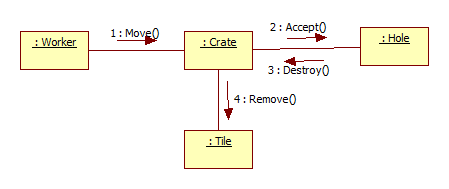 1 : Move()
2 : Accept()
: Worker
: Crate
: Hole
3 : Destroy()
4 : Remove()
: Tile